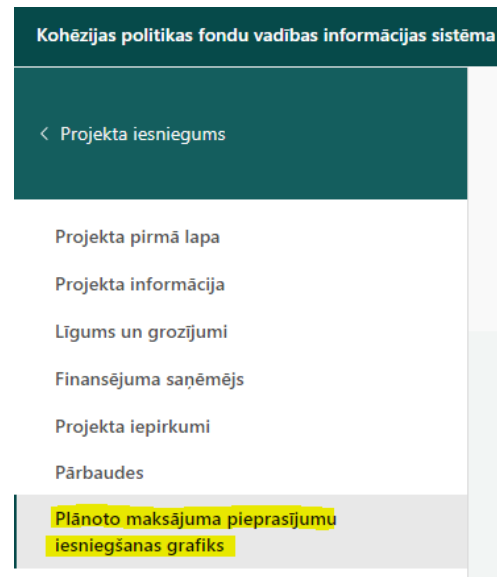 Kohēzijas politikas fondu vadības informācijas sistēma
< Projekta iesniegums
Projekta pirmā lapa
Projekta informācija
Līgums un grozījumi
Finansējuma saņēmējs
Projekta iepirkumi
Pārbaudes
Plānoto maksājuma pieprasījumu
iesniegšanas grafiks